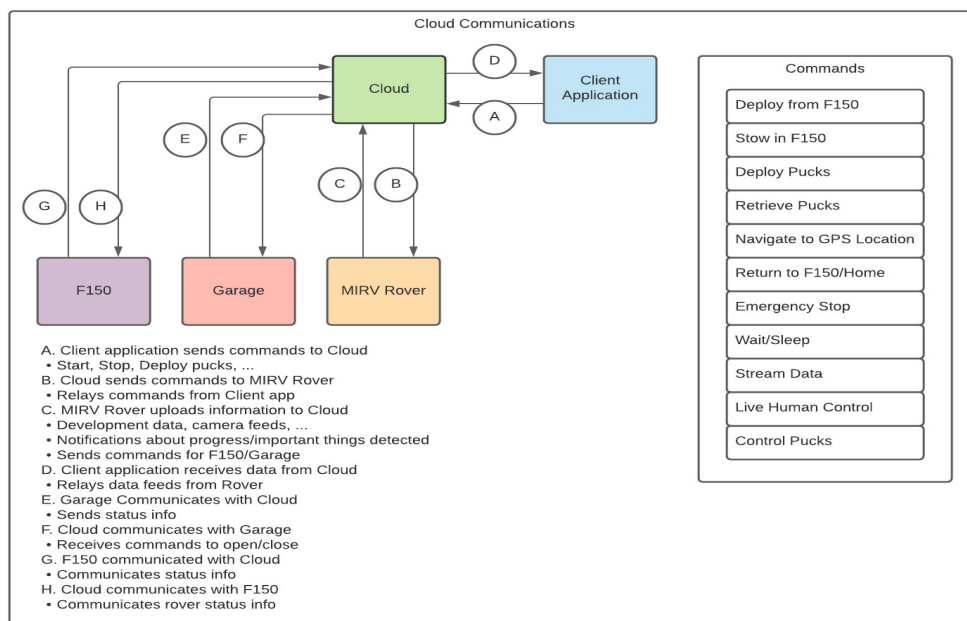 Cloud Communications
D
Cloud
Client
Application
A
E
F
C
B
G
H
F150
Garage
MIRV Rover
A. Client application sends commands to Cloud
• Start, Stop, Deploy pucks, ...
B. Cloud sends commands to MIRV Rover
• Relays commands from Client app
C. MIRV Rover uploads information to Cloud
• Development data, camera feeds, ...
• Notifications about progress/important things detected
• Sends commands for F150/Garage
D. Client application receives data from Cloud
• Relays data feeds from Rover
E. Garage Communicates with Cloud
• Sends status info
F. Cloud communicates with Garage
• Receives commands to open/close
G. F150 communicated with Cloud
• Communicates status info
H. Cloud communicates with F150
• Communicates rover status info
Commands
Deploy from F150
Stow in F150
Deploy Pucks
Retrieve Pucks
Navigate to GPS Location
Return to F150/Home
Emergency Stop
Wait/Sleep
Stream Data
Live Human Control
Control Pucks